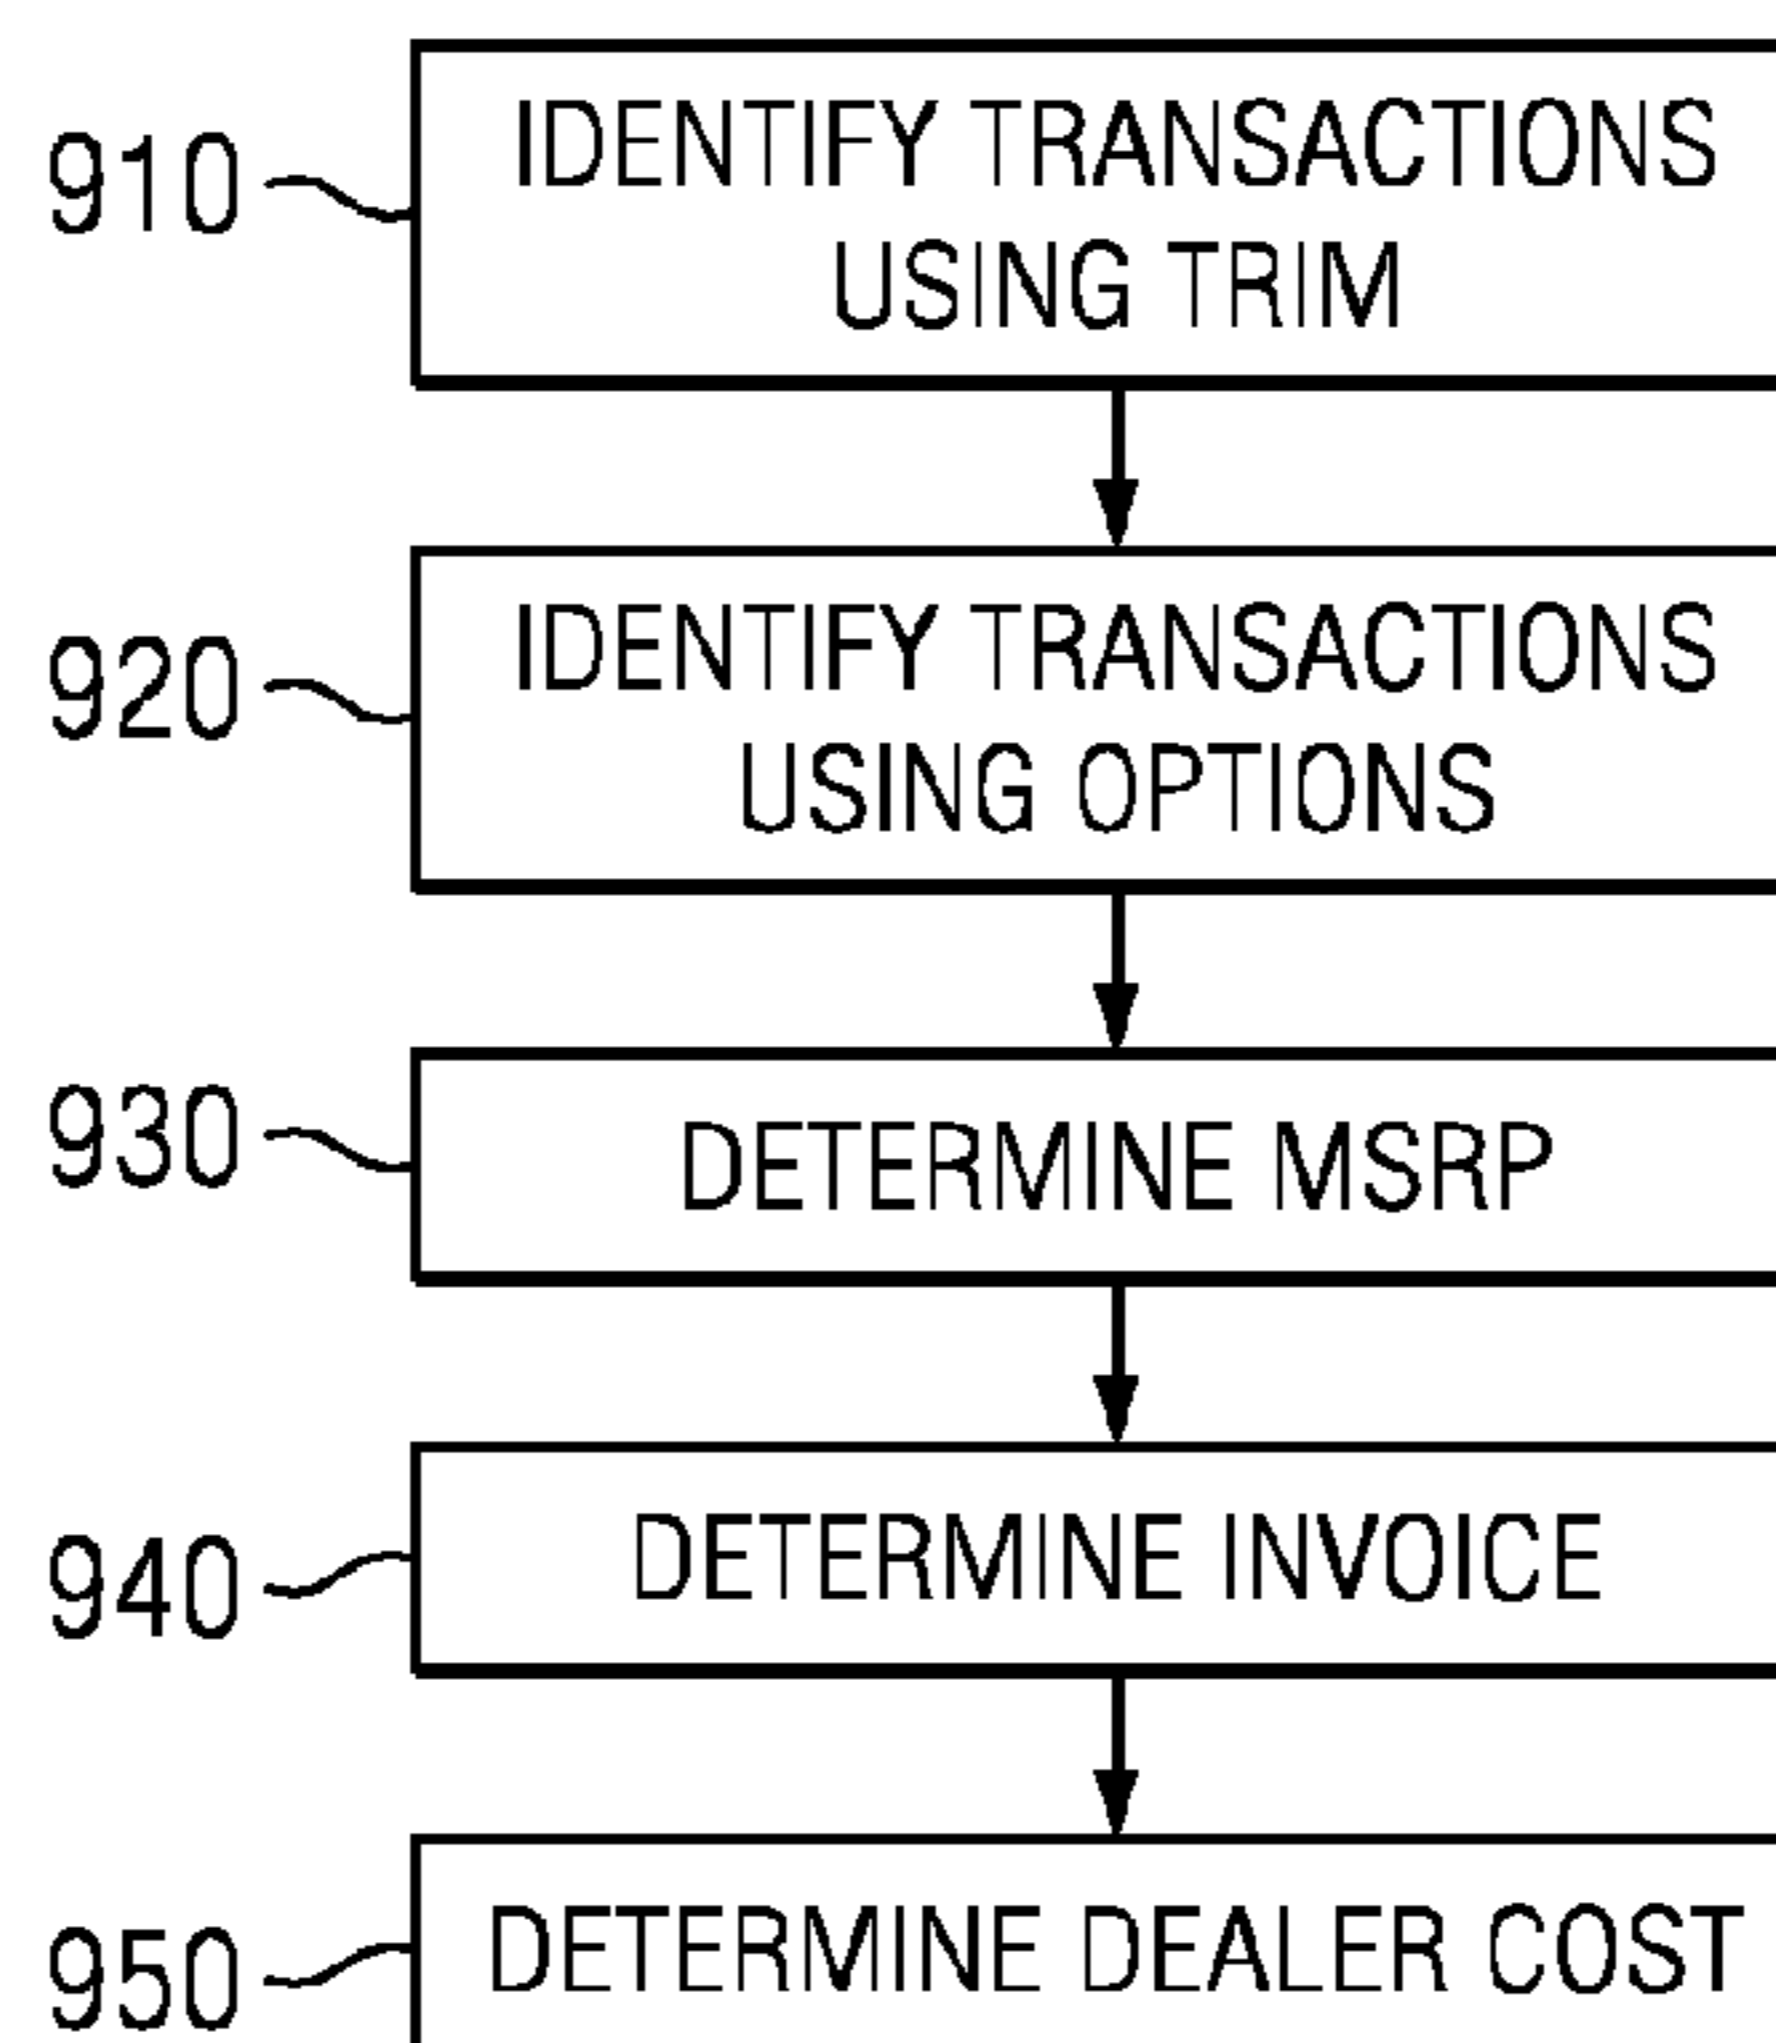 910
IDENTIFY TRANSACTIONS
USING TRIM
920
IDENTIFY TRANSACTIONS
USING OPTIONS
930
DETERMINE MSRP
940
DETERMINE INVOICE
950
DETERMINE DEALER COST